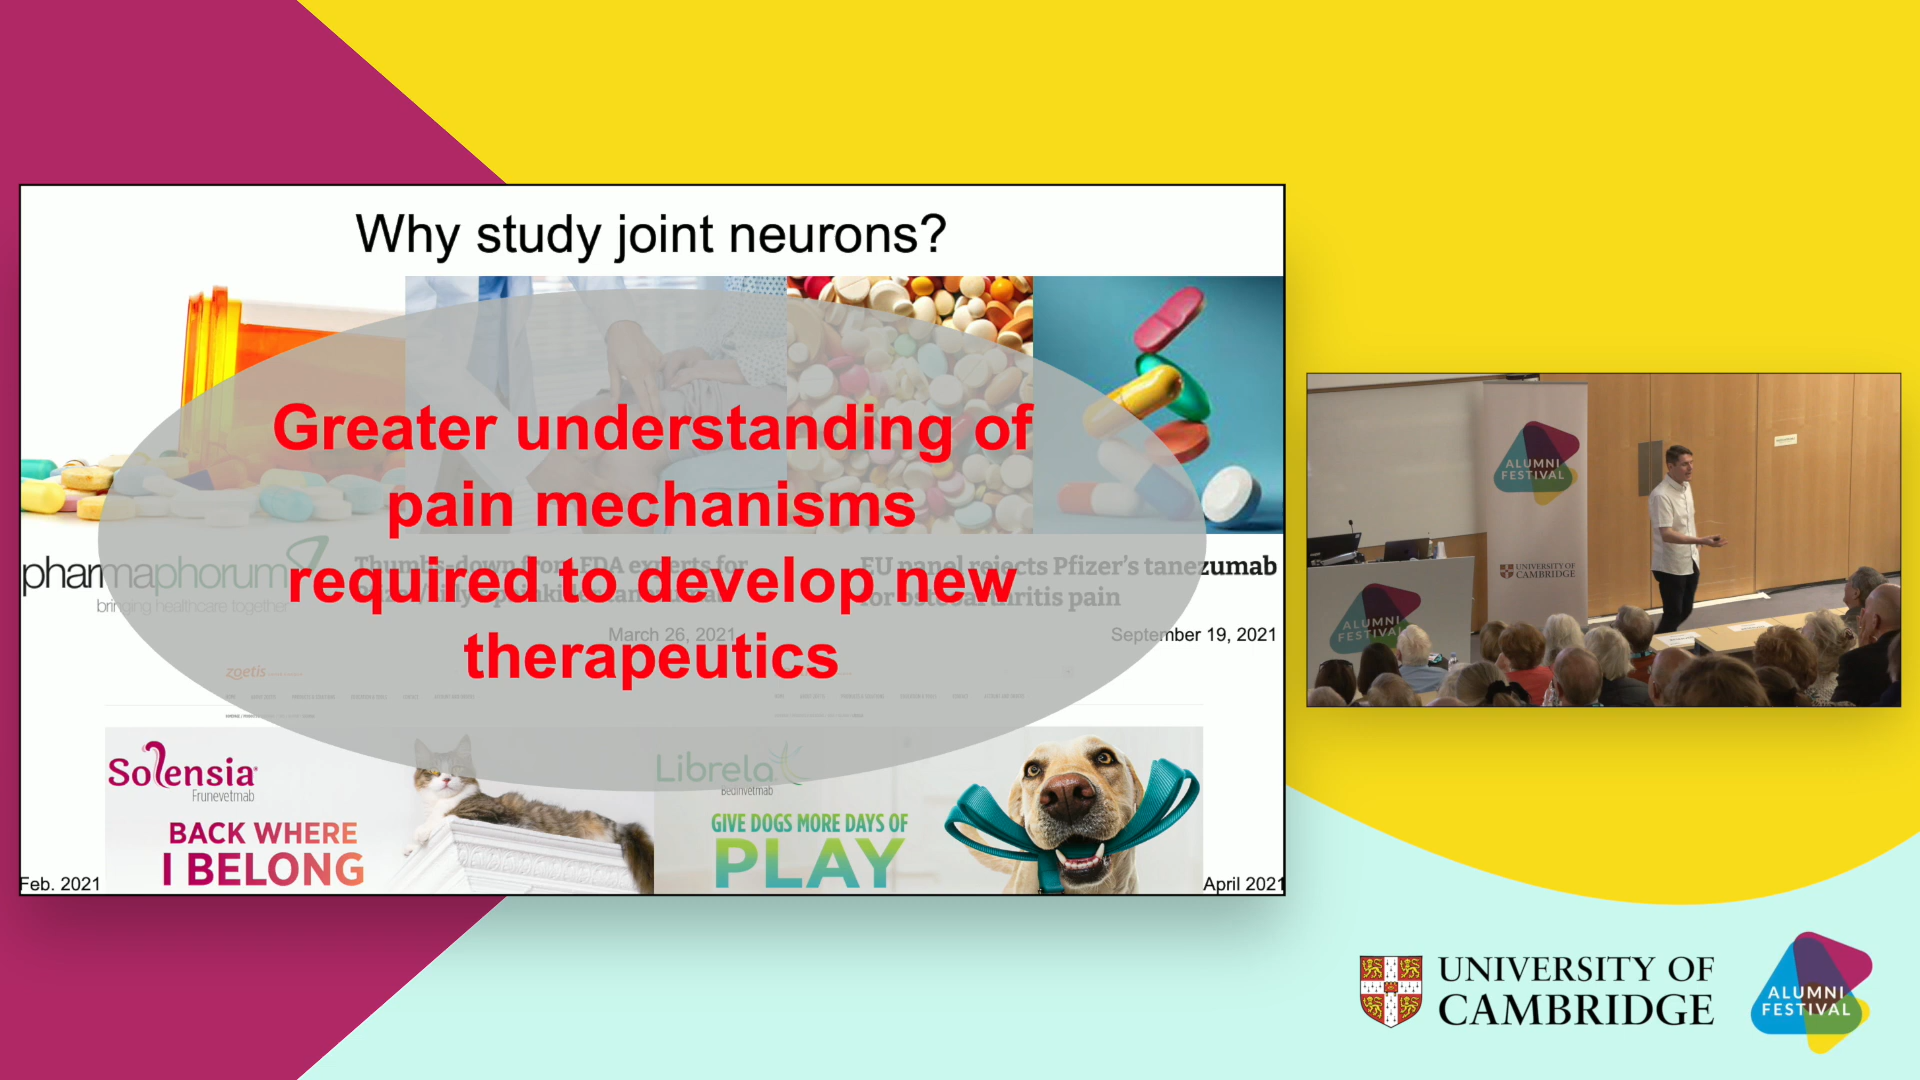 Why study joint neurons?
Greater understanding of
pain mechanisms
required to develop new
therapeutics
pharmaphorum
bringing healthcare together
Thumbs-down from FDA experts for
March 26, 2021
EU panel rejects Pfizer's tanezumab
for osteoarthritis pain
September 19, 2021
zoetis
Solensia
Frunevetmab
BACK WHERE
I BELONG
Feb. 2021
Librela
Bedinvetmab
GIVE DOGS MORE DAYS OF
PLAY
April 2021
ALUMNI
FESTIVAL
UNIVERSITY OF
CAMBRIDGE
ALUMNI
FESTIVAL
UNIVERSITY OF
CAMBRIDGE
ALUMNI
FESTIVAL